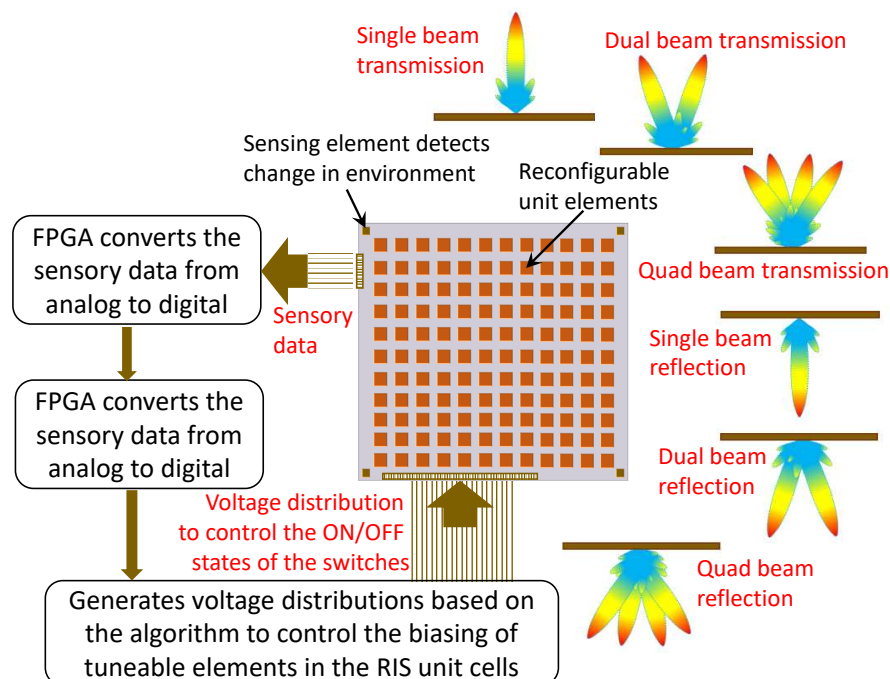 Single beam
transmission
Dual beam transmission
Sensing element detects
change in environment
Reconfigurable
unit elements
Quad beam transmission
FPGA converts the
sensory data from
analog to digital
Sensory
data
Single beam
reflection
FPGA converts the
sensory data from
analog to digital
Dual beam
reflection
Voltage distribution
to control the ON/OFF
states of the switches
Quad beam
reflection
Generates voltage distributions based on
the algorithm to control the biasing of
tuneable elements in the RIS unit cells